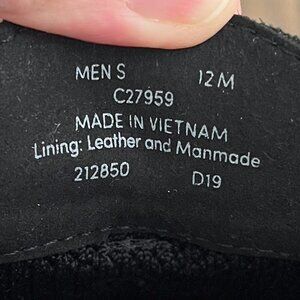 MEN S 12 M
C27959
MADE IN VIETNAM
Lining: Leather and Manmade
212850 D19